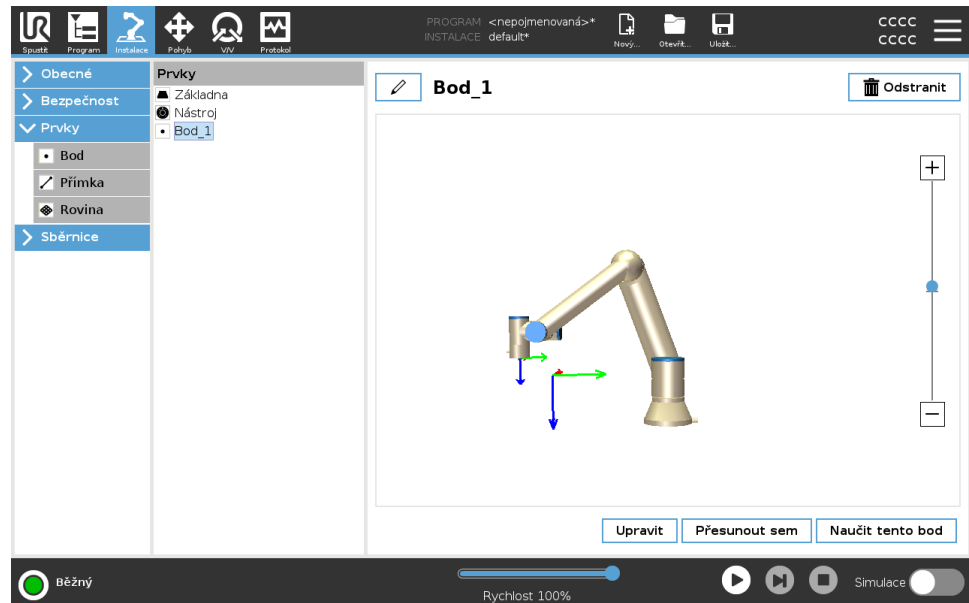 PROGRAM <nepojmenovaná>*
INSTALACE default*
Spustit Program Instalace Pohyb V/V Protokol Nový... Otevřít... Uložit...
CCCC
CCCC
Obecné
Bezpečnost
Prvky
Bod
Přímka
Rovina
Sběrnice
Prvky
Základna
Nástroj
Bod_1
Bod_1
Odstranit
Upravit Přesunout sem Naučit tento bod
Běžný
Rychlost 100%
Simulace